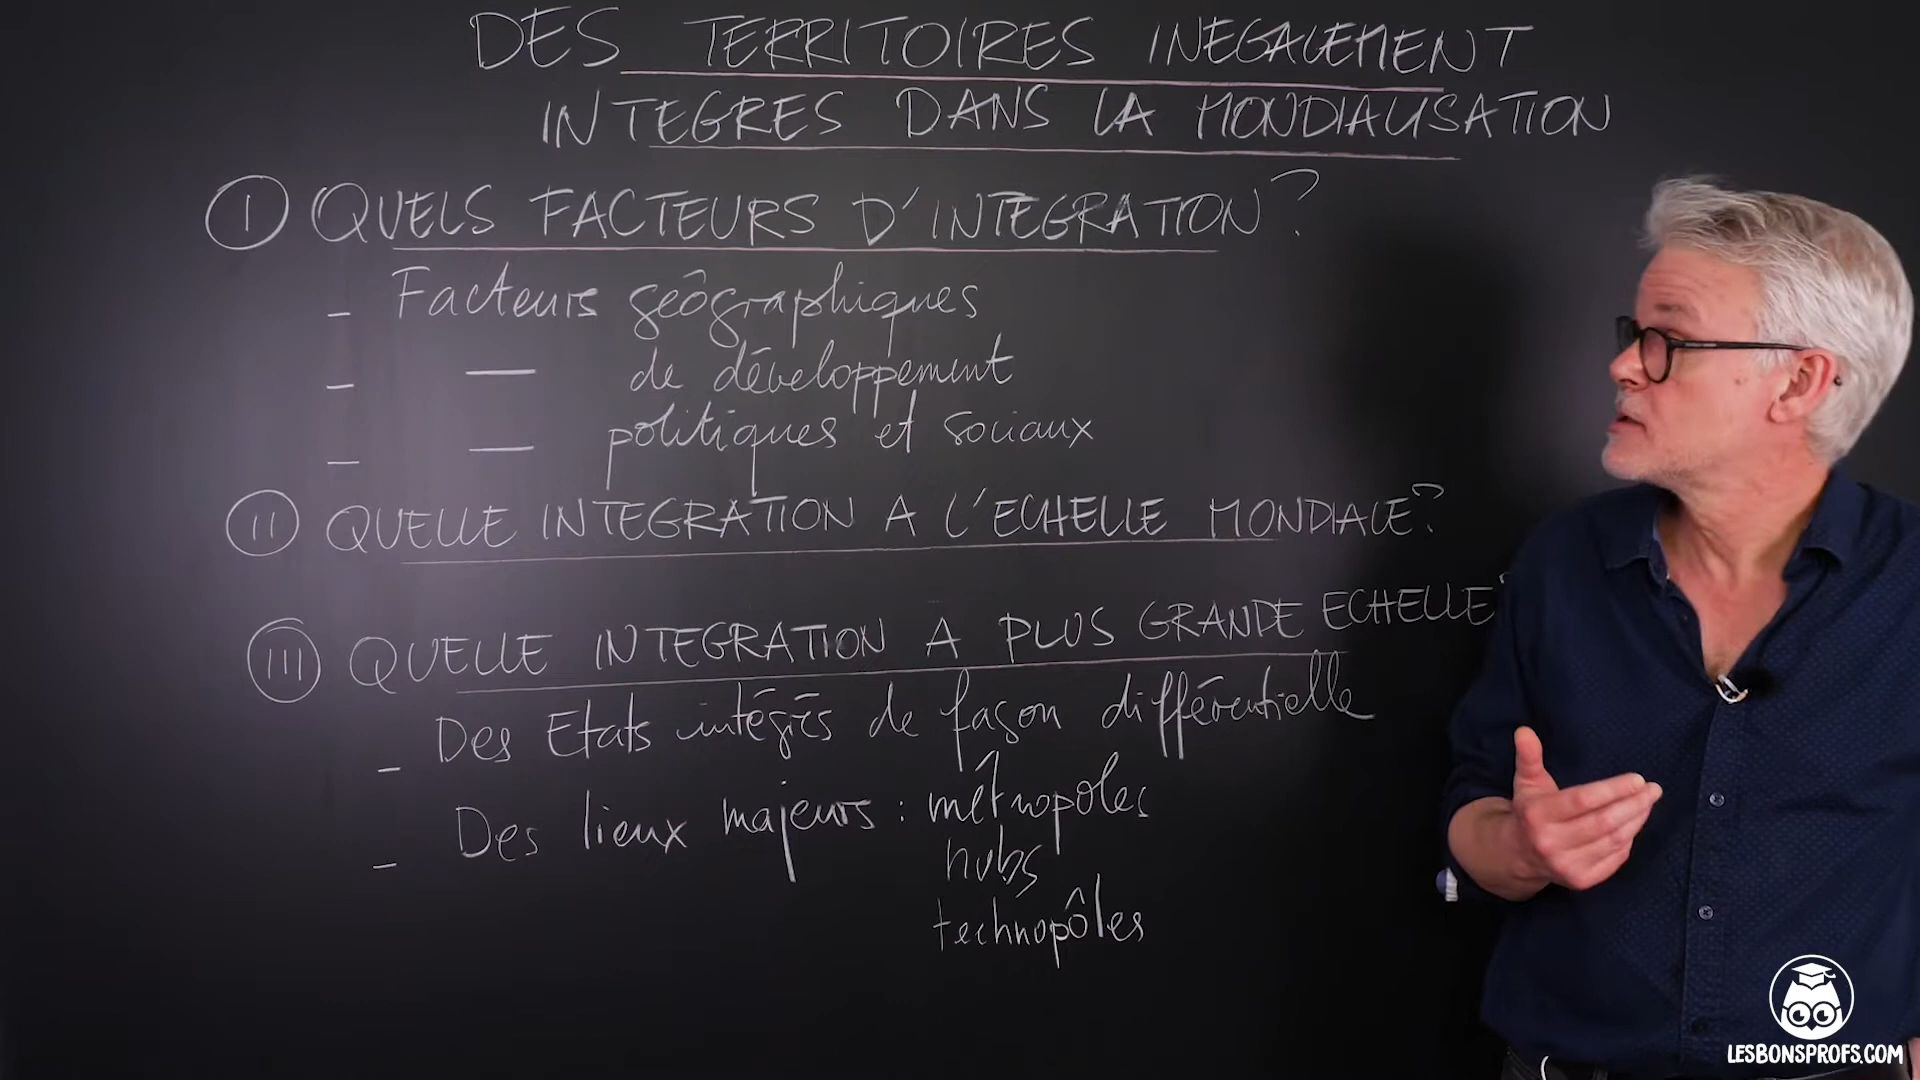 DES TERRITOIRES INEGALEMENT
INTEGRES DANS LA MONDIALISATION
I QUELS FACTEURS D'INTEGRATION ?
- Facteurs géographiques
- — de développement
- — politiques et sociaux
II QUELLE INTEGRATION A L'ECHELLE MONDIALE ?
III QUELLE INTEGRATION A PLUS GRANDE ECHELLE ?
- Des Etats intégrés de façon différentielle
- Des lieux majeurs : métropoles
hubs
technopôles
LESBONSPROFS.COM